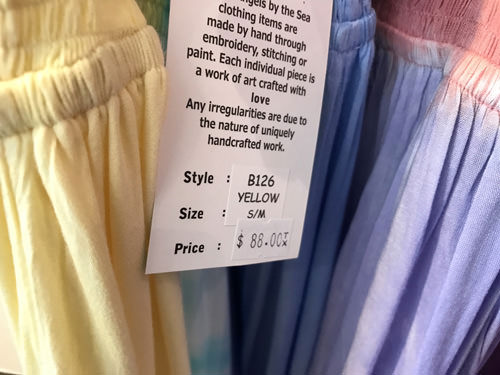 by the Sea
clothing items are
made by hand through
embroidery, stitching or
paint. Each individual piece is
a work of art crafted with
love
Any irregularities are due to
the nature of uniquely
handcrafted work.
Style : B126
YELLOW
Size : S/M
Price : $ 88.00